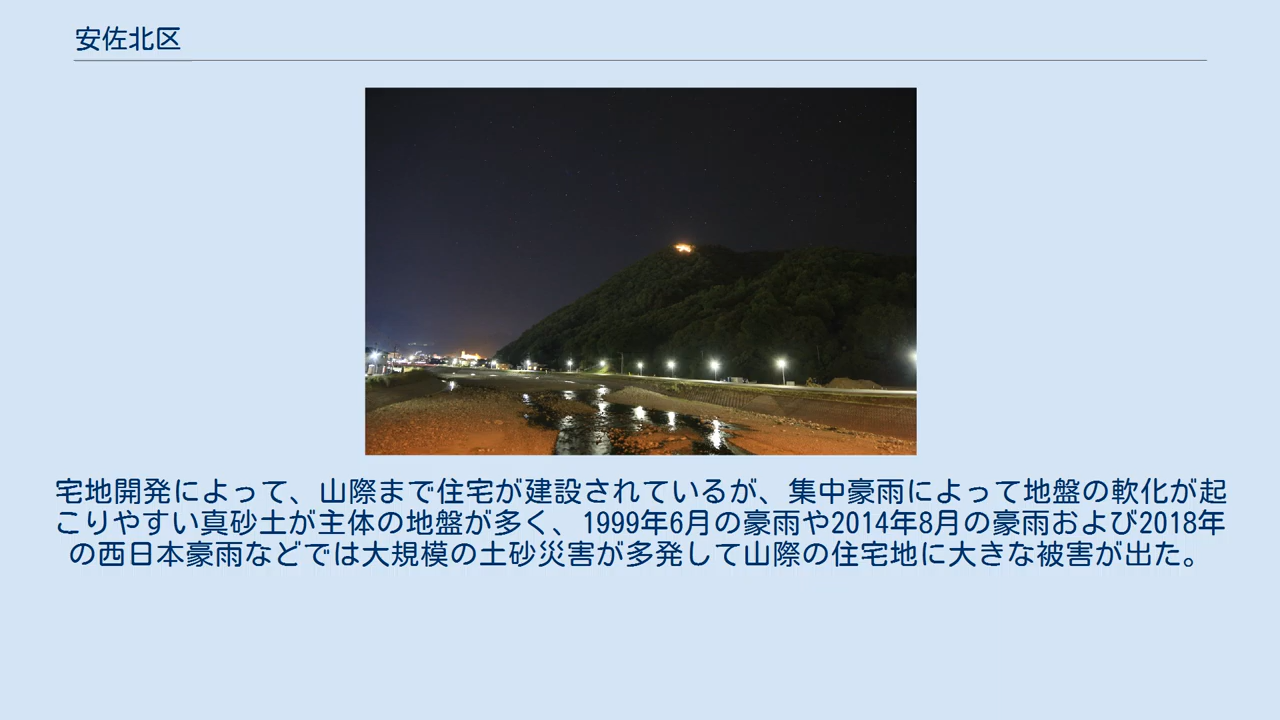 安佐北区
宅地開発によって、山際まで住宅が建設されているが、集中豪雨によって地盤の軟化が起
こりやすい真砂土が主体の地盤が多く、1999年6月の豪雨や2014年8月の豪雨および2018年
の西日本豪雨などでは大規模の土砂災害が多発して山際の住宅地に大きな被害が出た。